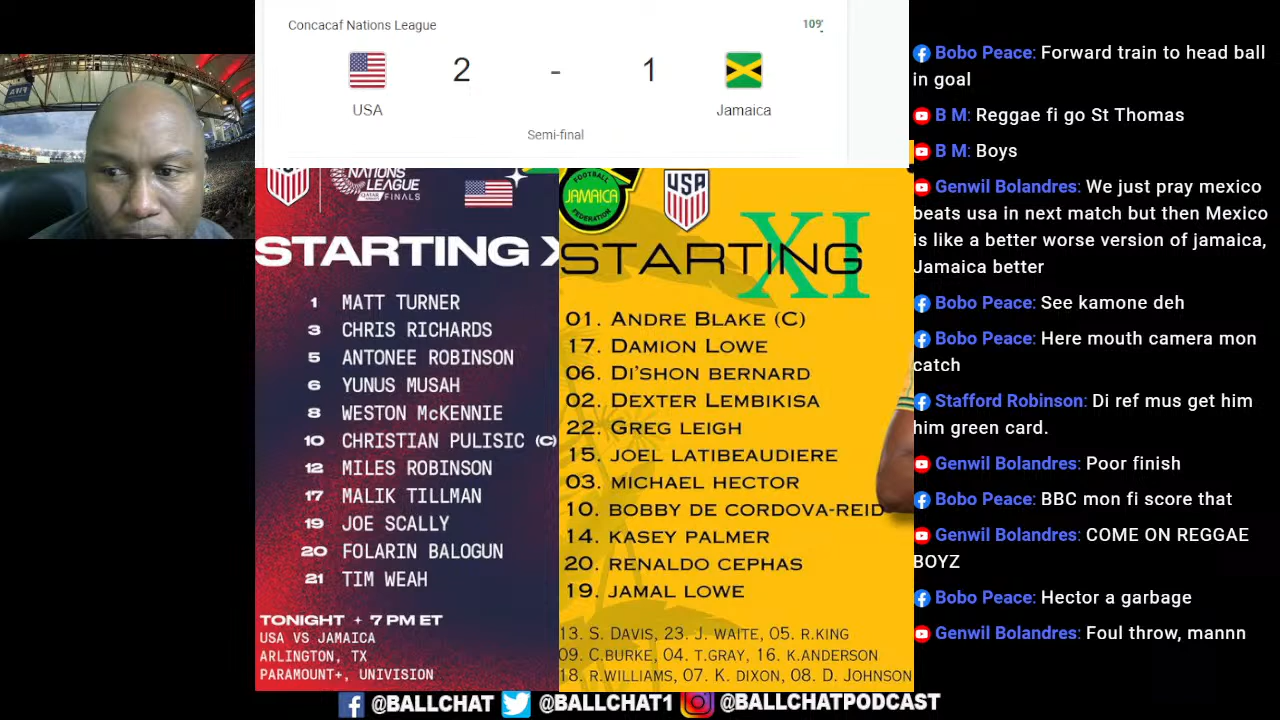 Concacaf Nations League
109'
2 - 1
USA
Jamaica
Semi-final
NATIONS
LEAGUE
FINALS
FOOTBALL
JAMAICA
FEDERATION
USA
STARTING X
STARTING XI
1 MATT TURNER
3 CHRIS RICHARDS
5 ANTONEE ROBINSON
6 YUNUS MUSAH
8 WESTON McKENNIE
10 CHRISTIAN PULISIC (C)
12 MILES ROBINSON
17 MALIK TILLMAN
19 JOE SCALLY
20 FOLARIN BALOGUN
21 TIM WEAH
TONIGHT + 7 PM ET
USA VS JAMAICA
ARLINGTON, TX
PARAMOUNT+, UNIVISION
01. ANDRE BLAKE (C)
17. DAMION LOWE
06. DI'SHON BERNARD
02. DEXTER LEMBIKISA
22. GREG LEIGH
15. JOEL LATIBEAUDIERE
03. MICHAEL HECTOR
10. BOBBY DE CORDOVA-REID
14. KASEY PALMER
20. RENALDO CEPHAS
19. JAMAL LOWE
13. S. DAVIS, 23. J. WAITE, 05. R.KING
09. C.BURKE, 04. T.GRAY, 16. K.ANDERSON
18. R.WILLIAMS, 07. K. DIXON, 08. D. JOHNSON
Bobo Peace: Forward train to head ball
in goal
B M: Reggae fi go St Thomas
B M: Boys
Genwil Bolandres: We just pray mexico
beats usa in next match but then Mexico
is like a better worse version of jamaica,
Jamaica better
Bobo Peace: See kamone deh
Bobo Peace: Here mouth camera mon
catch
Stafford Robinson: Di ref mus get him
him green card.
Genwil Bolandres: Poor finish
Bobo Peace: BBC mon fi score that
Genwil Bolandres: COME ON REGGAE
BOYZ
Bobo Peace: Hector a garbage
Genwil Bolandres: Foul throw, mannn
@BALLCHAT @BALLCHAT1 @BALLCHATPODCAST